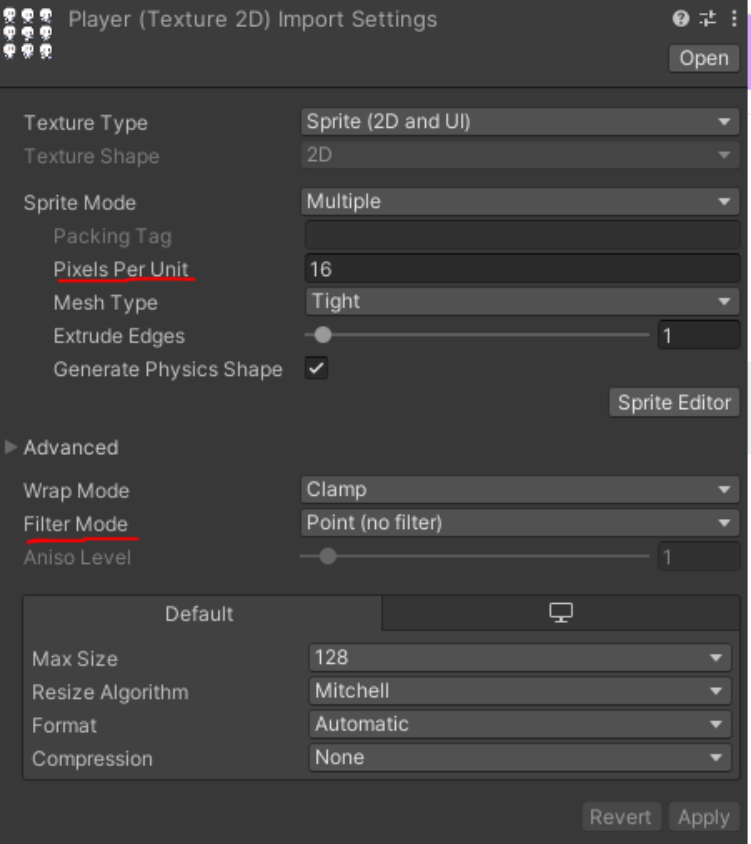 Player (Texture 2D) Import Settings
Open
Texture Type Sprite (2D and UI)
Texture Shape 2D
Sprite Mode Multiple
Packing Tag
Pixels Per Unit 16
Mesh Type Tight
Extrude Edges 1
Generate Physics Shape
Sprite Editor
Advanced
Wrap Mode Clamp
Filter Mode Point (no filter)
Aniso Level 1
Default
Max Size 128
Resize Algorithm Mitchell
Format Automatic
Compression None
Revert Apply